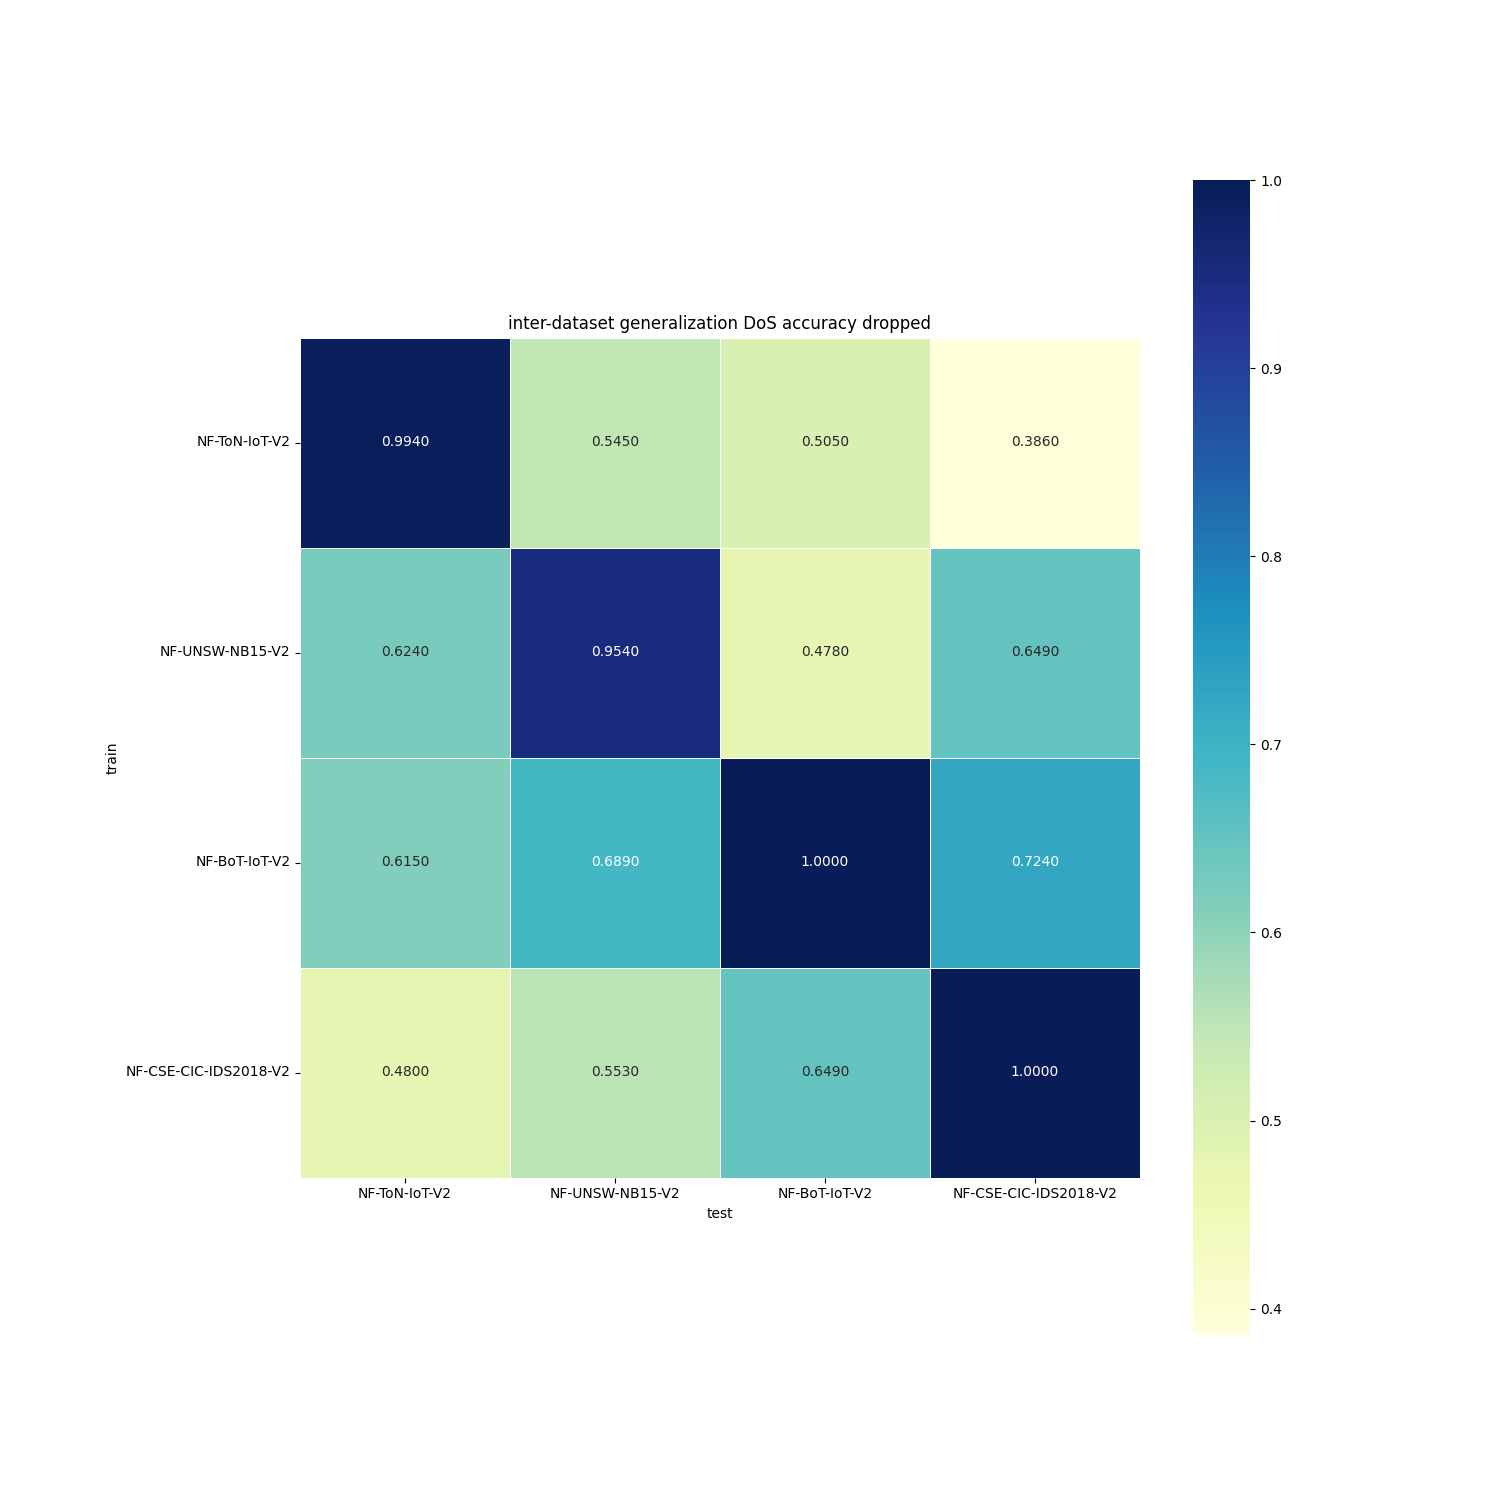 inter-dataset generalization DoS accuracy dropped
NF-ToN-IoT-V2
0.9940
0.5450
0.5050
0.3860
NF-UNSW-NB15-V2
0.6240
0.9540
0.4780
0.6490
NF-BoT-IoT-V2
0.6150
0.6890
1.0000
0.7240
NF-CSE-CIC-IDS2018-V2
0.4800
0.5530
0.6490
1.0000
train
NF-ToN-IoT-V2
NF-UNSW-NB15-V2
NF-BoT-IoT-V2
NF-CSE-CIC-IDS2018-V2
test
1.0
0.9
0.8
0.7
0.6
0.5
0.4